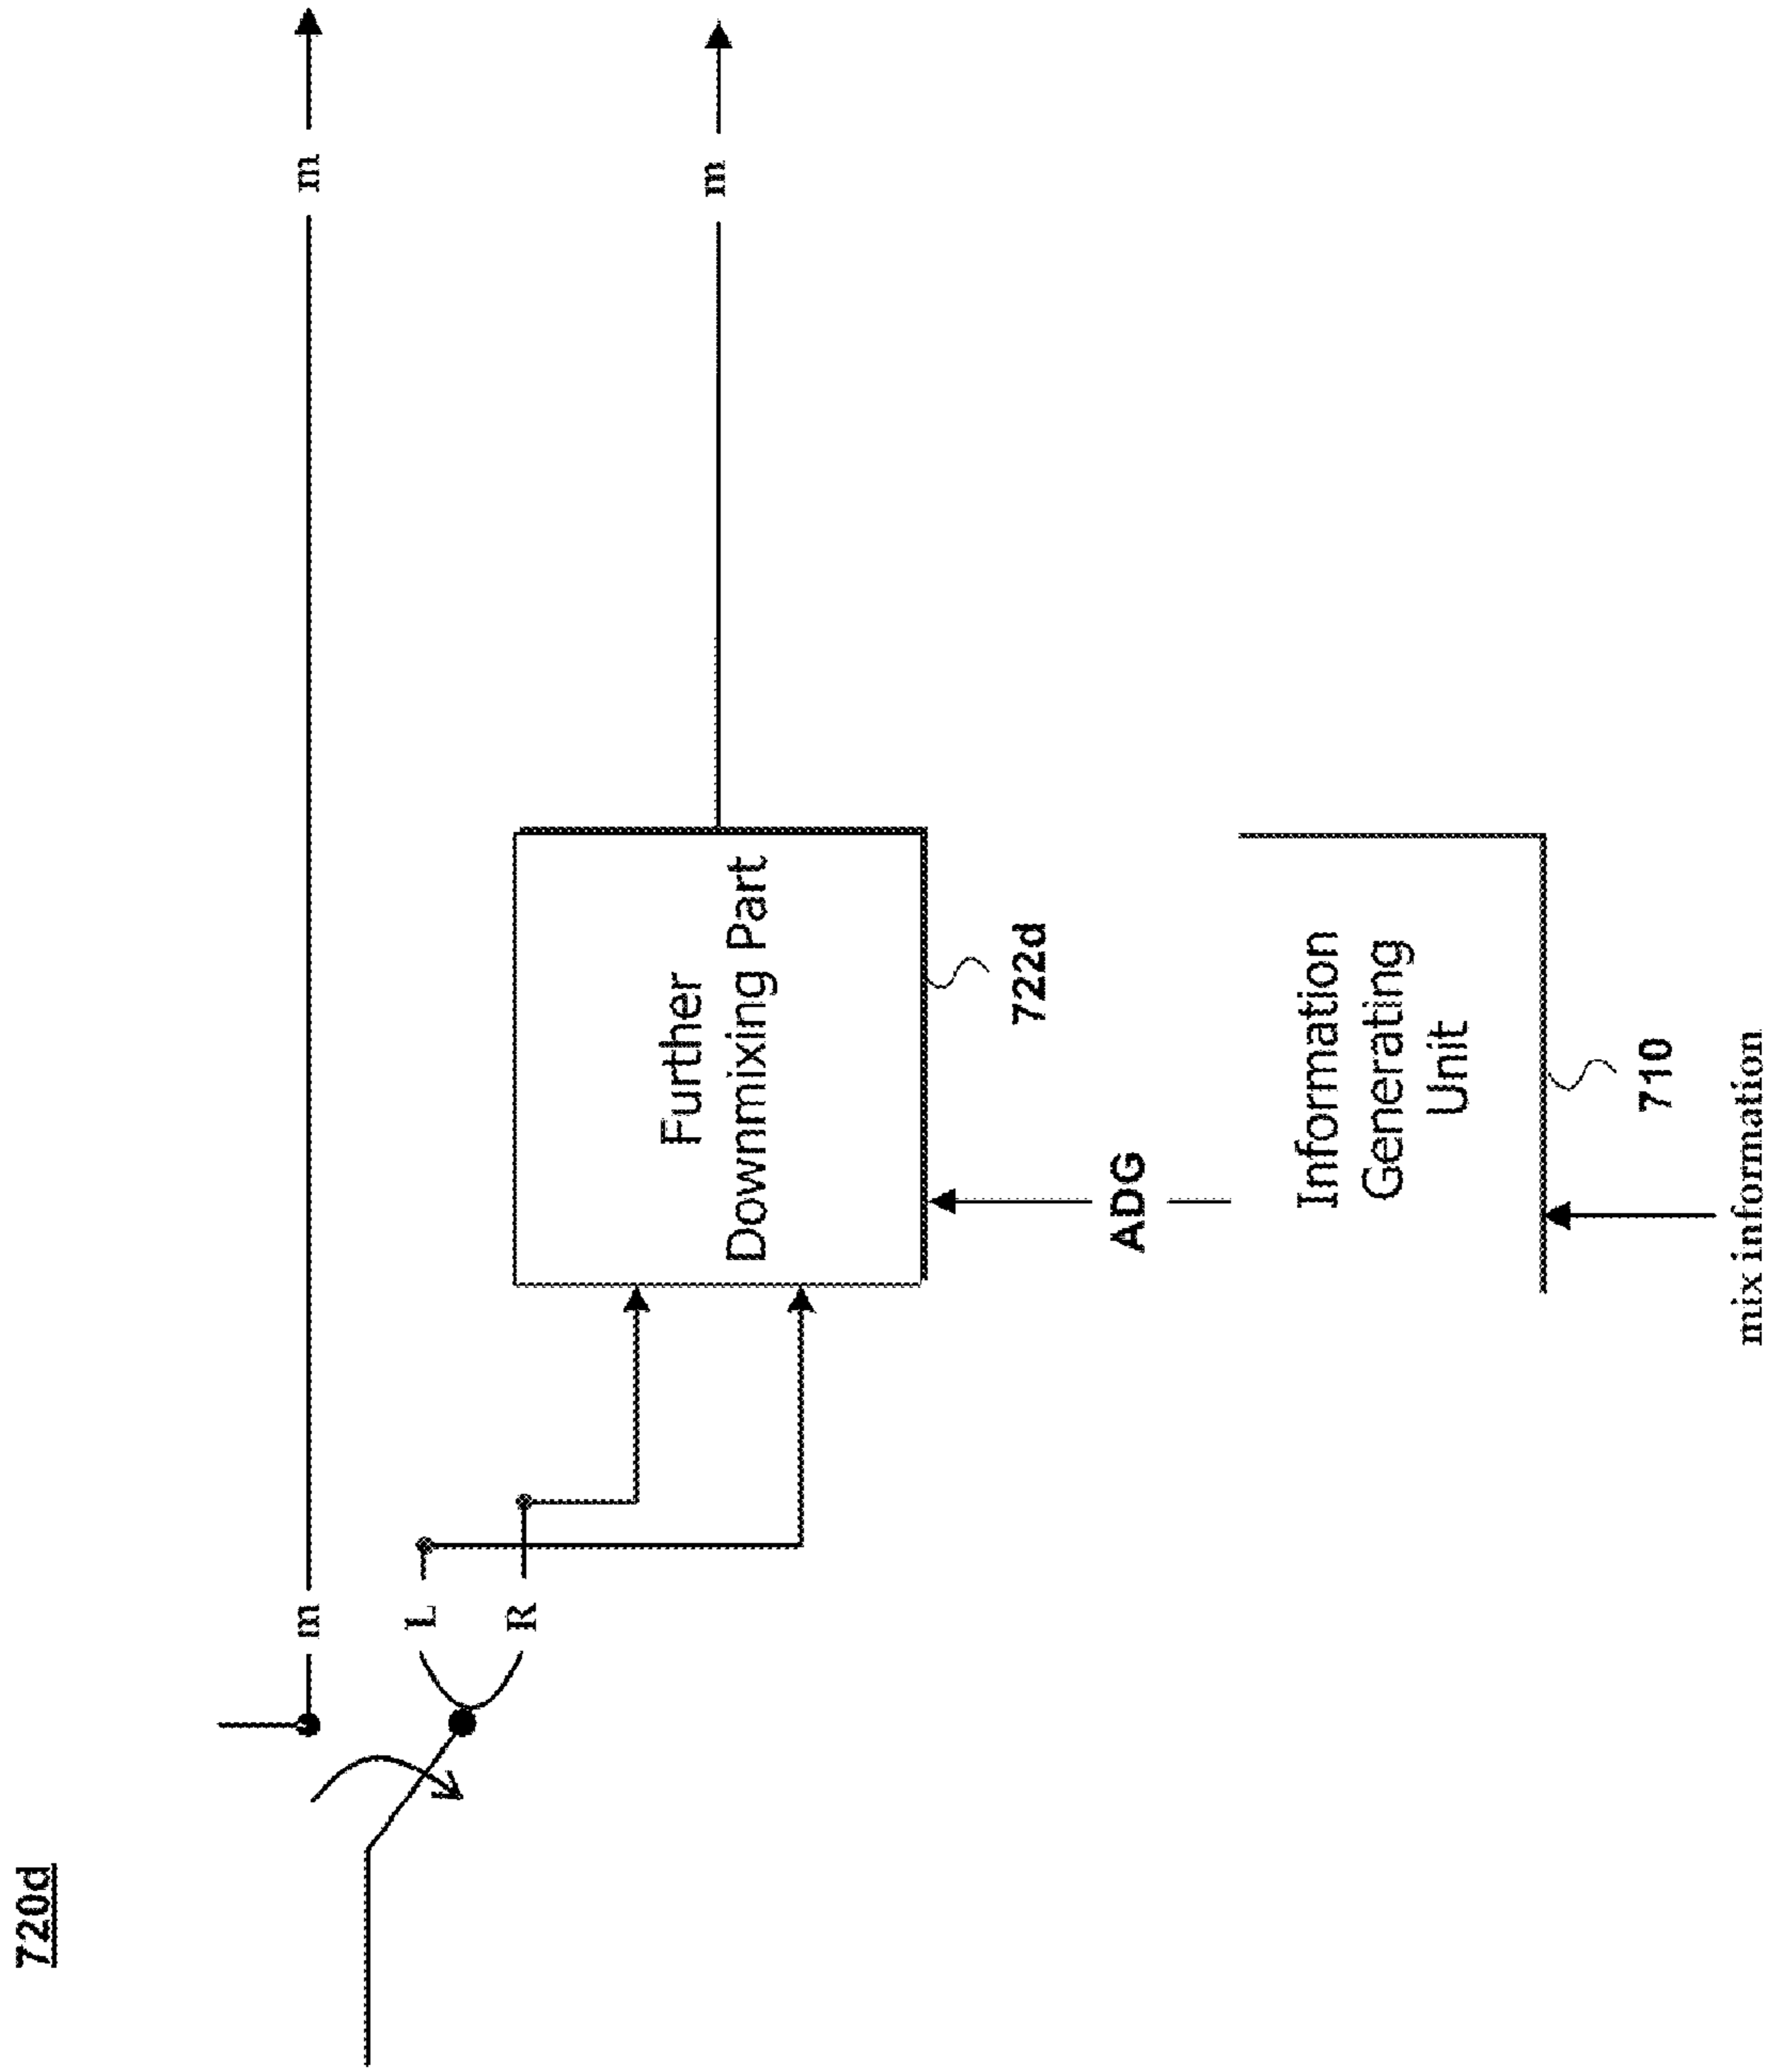 720d
m
m
L
R
m
Further
Downmixing Part
722d
ADG
Information
Generating
Unit
710
mix information